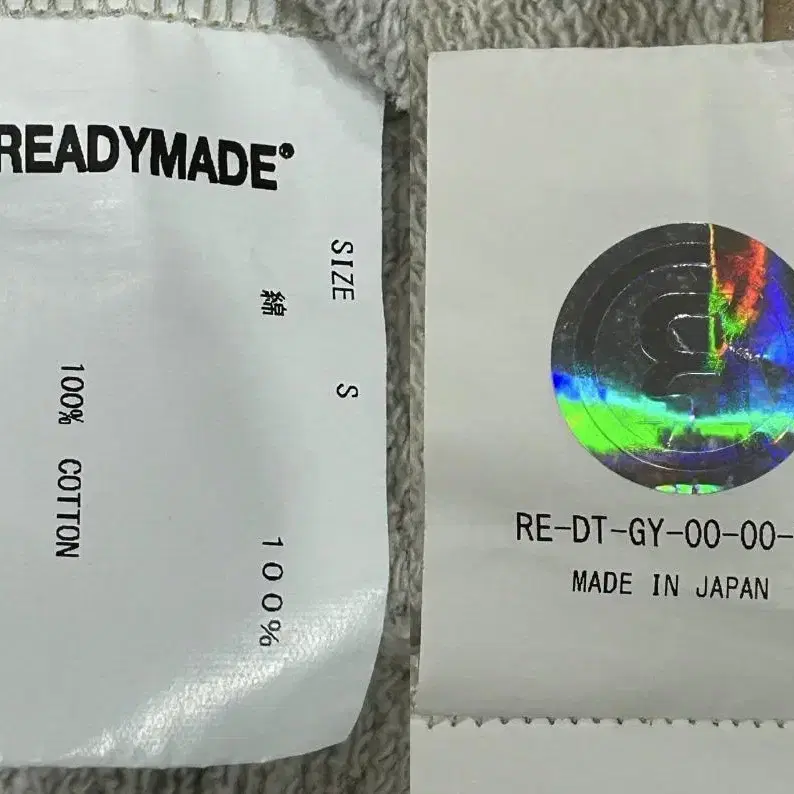 READYMADE®
SIZE S
綿 100%
100% COTTON
RE-DT-GY-00-00-
MADE IN JAPAN